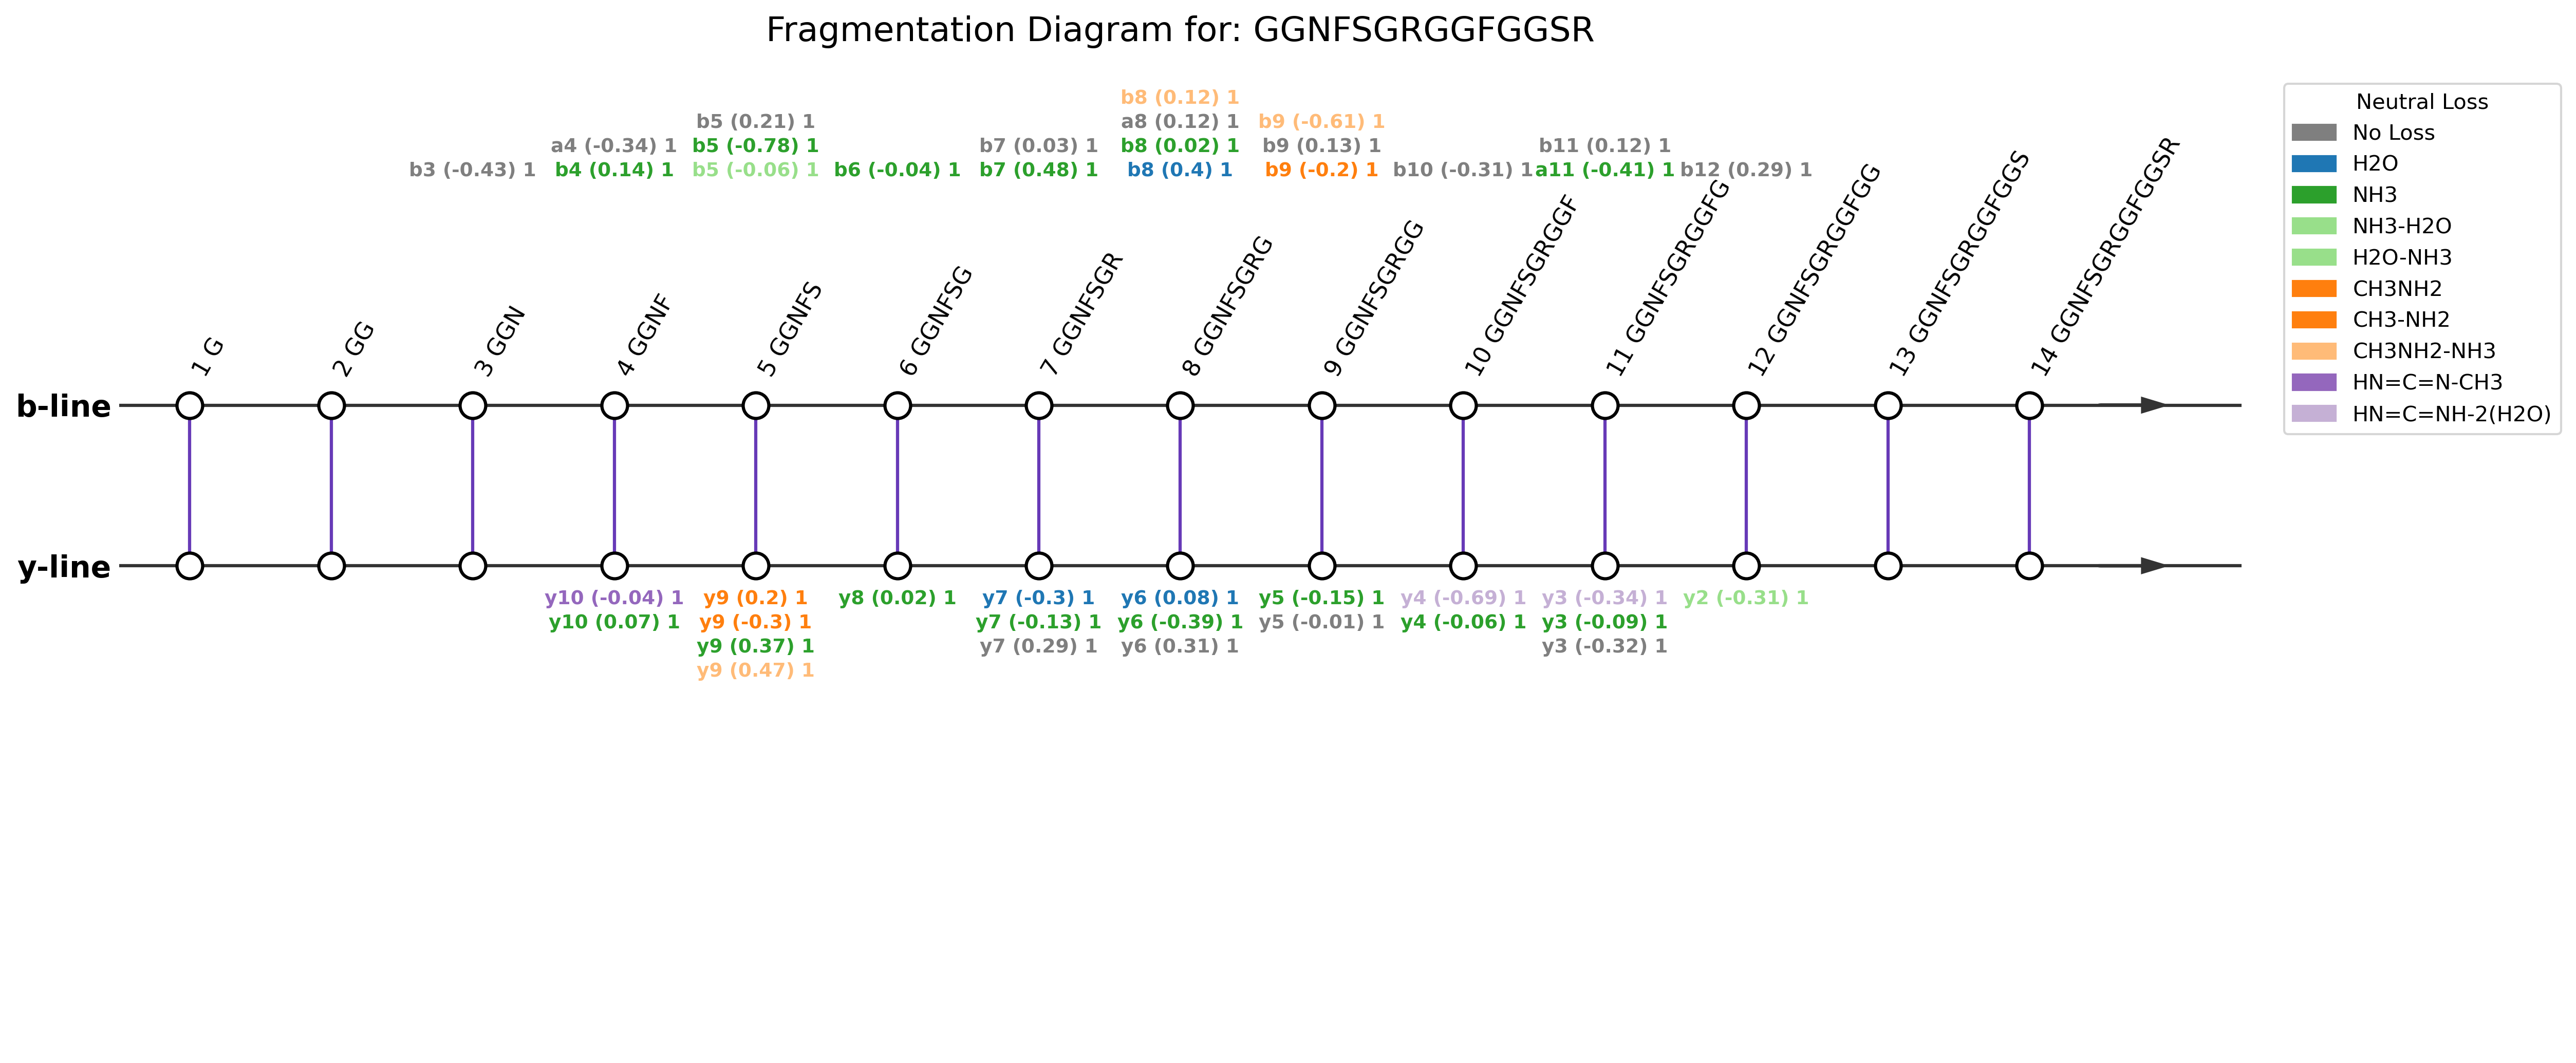 Fragmentation Diagram for: GGNFSGRGGFGGSR
b8 (0.12) 1
b5 (0.21) 1 a8 (0.12) 1 b9 (-0.61) 1
a4 (-0.34) 1 b5 (-0.78) 1 b7 (0.03) 1 b8 (0.02) 1 b9 (0.13) 1 b11 (0.12) 1
b3 (-0.43) 1 b4 (0.14) 1 b5 (-0.06) 1 b6 (-0.04) 1 b7 (0.48) 1 b8 (0.4) 1 b9 (-0.2) 1 b10 (-0.31) 1 a11 (-0.41) 1 b12 (0.29) 1
1 G
2 GG
3 GGN
4 GGNF
5 GGNFS
6 GGNFSG
7 GGNFSGR
8 GGNFSGRG
9 GGNFSGRGG
10 GGNFSGRGGF
11 GGNFSGRGGFG
12 GGNFSGRGGFGG
13 GGNFSGRGGFGGS
14 GGNFSGRGGFGGSR
b-line
y-line
y10 (-0.04) 1 y9 (0.2) 1 y8 (0.02) 1 y7 (-0.3) 1 y6 (0.08) 1 y5 (-0.15) 1 y4 (-0.69) 1 y3 (-0.34) 1 y2 (-0.31) 1
y10 (0.07) 1 y9 (-0.3) 1 y7 (-0.13) 1 y6 (-0.39) 1 y5 (-0.01) 1 y4 (-0.06) 1 y3 (-0.09) 1
y9 (0.37) 1 y7 (0.29) 1 y6 (0.31) 1 y3 (-0.32) 1
y9 (0.47) 1
Neutral Loss
No Loss
H2O
NH3
NH3-H2O
H2O-NH3
CH3NH2
CH3-NH2
CH3NH2-NH3
HN=C=N-CH3
HN=C=NH-2(H2O)